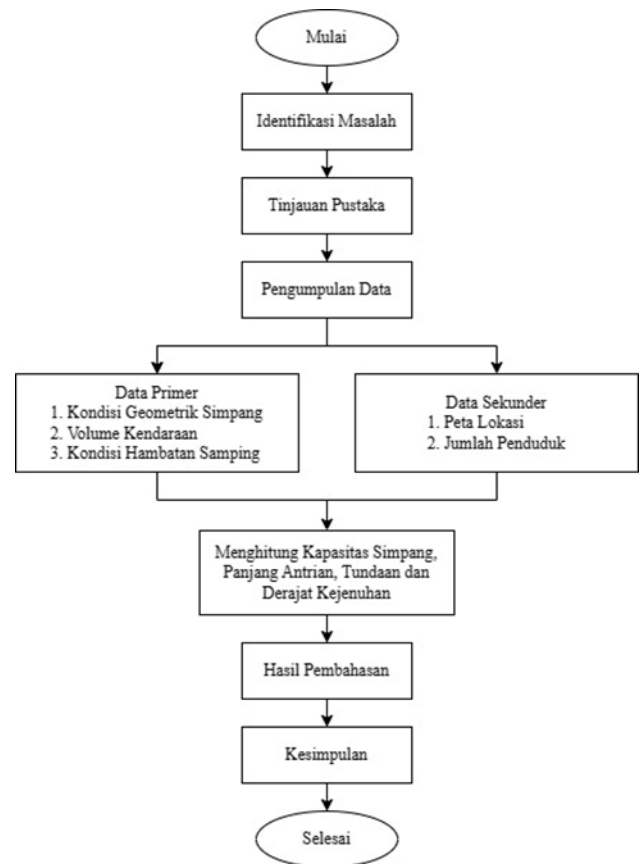 Mulai
Identifikasi Masalah
Tinjauan Pustaka
Pengumpulan Data
Data Primer
1. Kondisi Geometrik Simpang
2. Volume Kendaraan
3. Kondisi Hambatan Samping
Data Sekunder
1. Peta Lokasi
2. Jumlah Penduduk
Menghitung Kapasitas Simpang,
Panjang Antrian, Tundaan dan
Derajat Kejenuhan
Hasil Pembahasan
Kesimpulan
Selesai